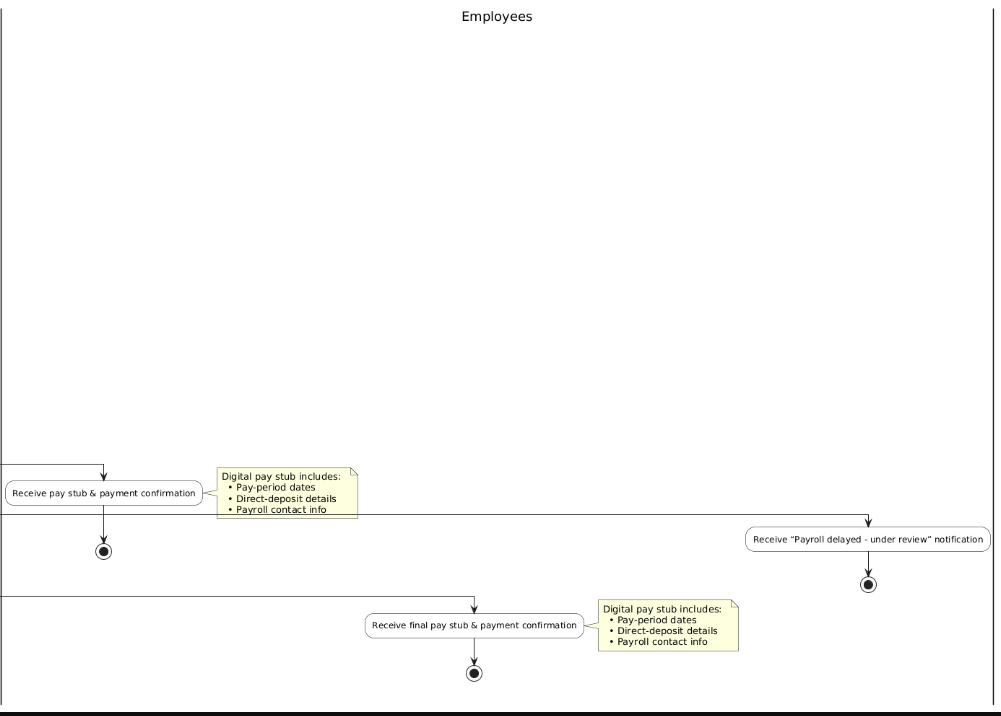 Employees
Receive pay stub & payment confirmation
Digital pay stub includes:
• Pay-period dates
• Direct-deposit details
• Payroll contact info
Receive “Payroll delayed - under review” notification
Receive final pay stub & payment confirmation
Digital pay stub includes:
• Pay-period dates
• Direct-deposit details
• Payroll contact info